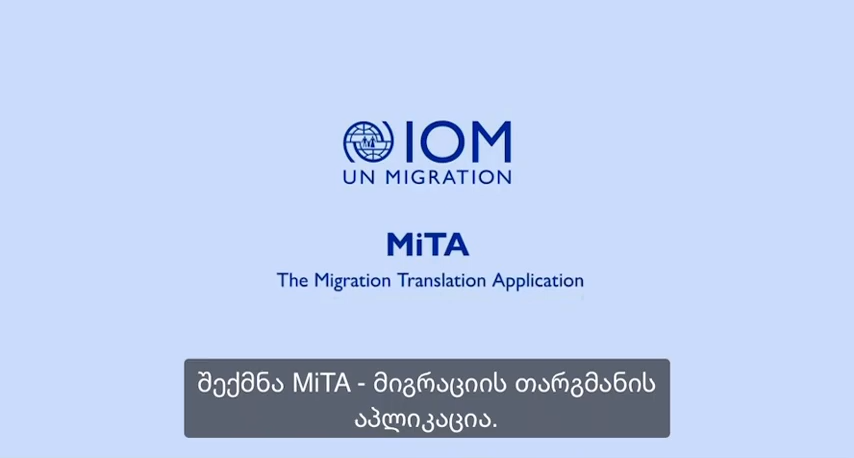 IOM
UN MIGRATION
MiTA
The Migration Translation Application
შექმნა MiTA - მიგრაციის თარგმანის
აპლიკაცია.